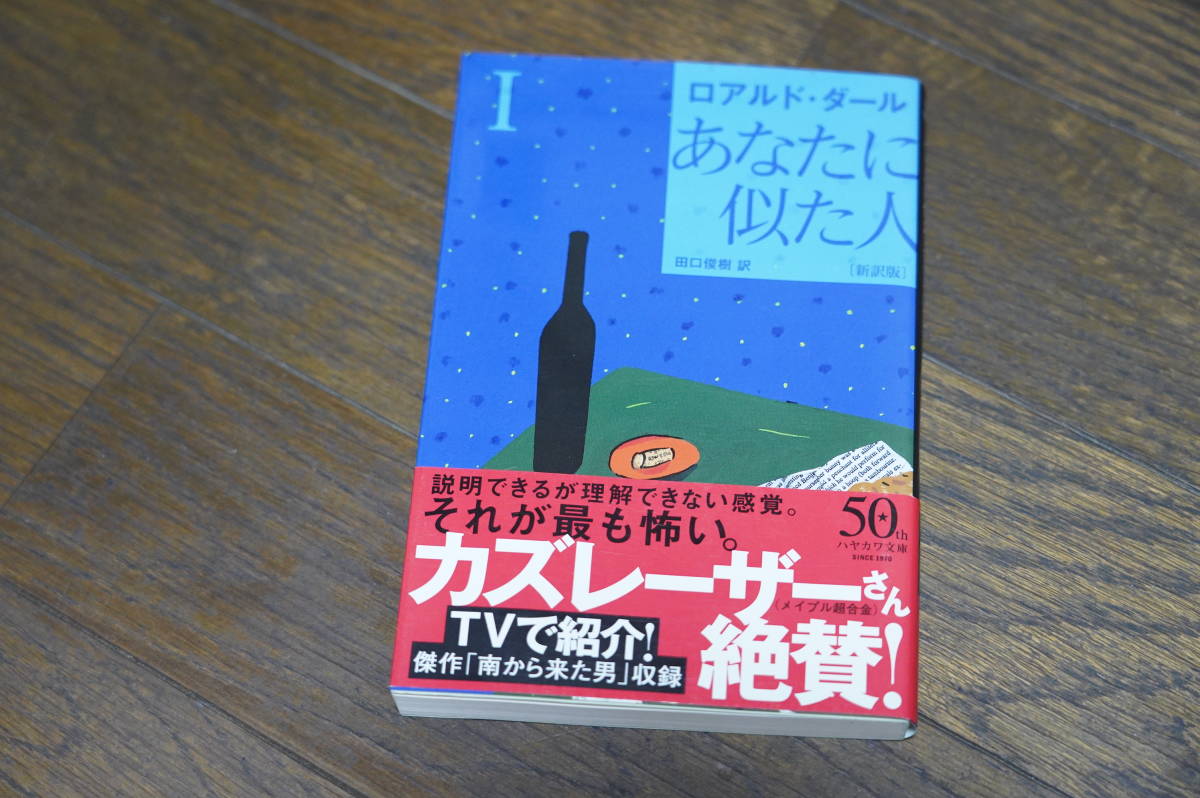 I
ロアルド・ダール
あなたに
似た人
田口俊樹 訳
[新訳版]
説明できるが理解できない感覚。
それが最も怖い。
カズレーザーさん
(メイプル超合金)
絶賛!
TVで紹介!
傑作「南から来た男」収録
50th
ハヤカワ文庫
SINCE 1970